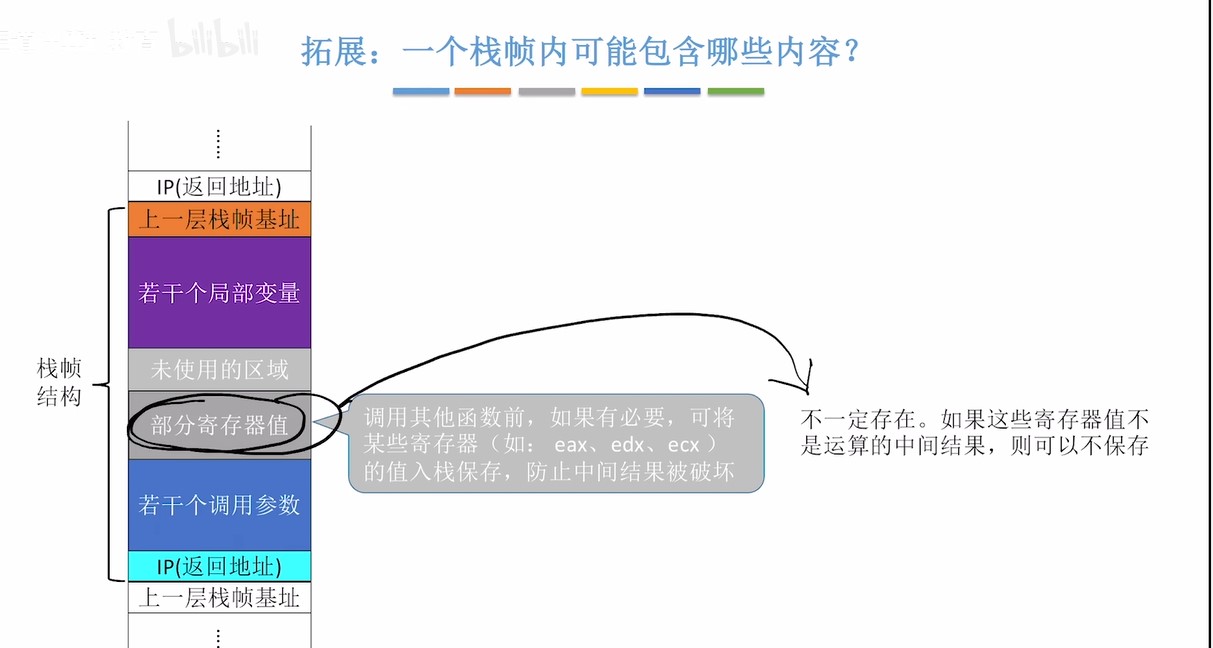 bilibili
拓展：一个栈帧内可能包含哪些内容？
IP(返回地址)
上一层栈帧基址
若干个局部变量
未使用的区域
栈帧
结构
部分寄存器值
调用其他函数前，如果有必要，可将
某些寄存器（如： eax、edx、ecx ）
的值入栈保存，防止中间结果被破坏
不一定存在。如果这些寄存器值不
是运算的中间结果，则可以不保存
若干个调用参数
IP(返回地址)
上一层栈帧基址